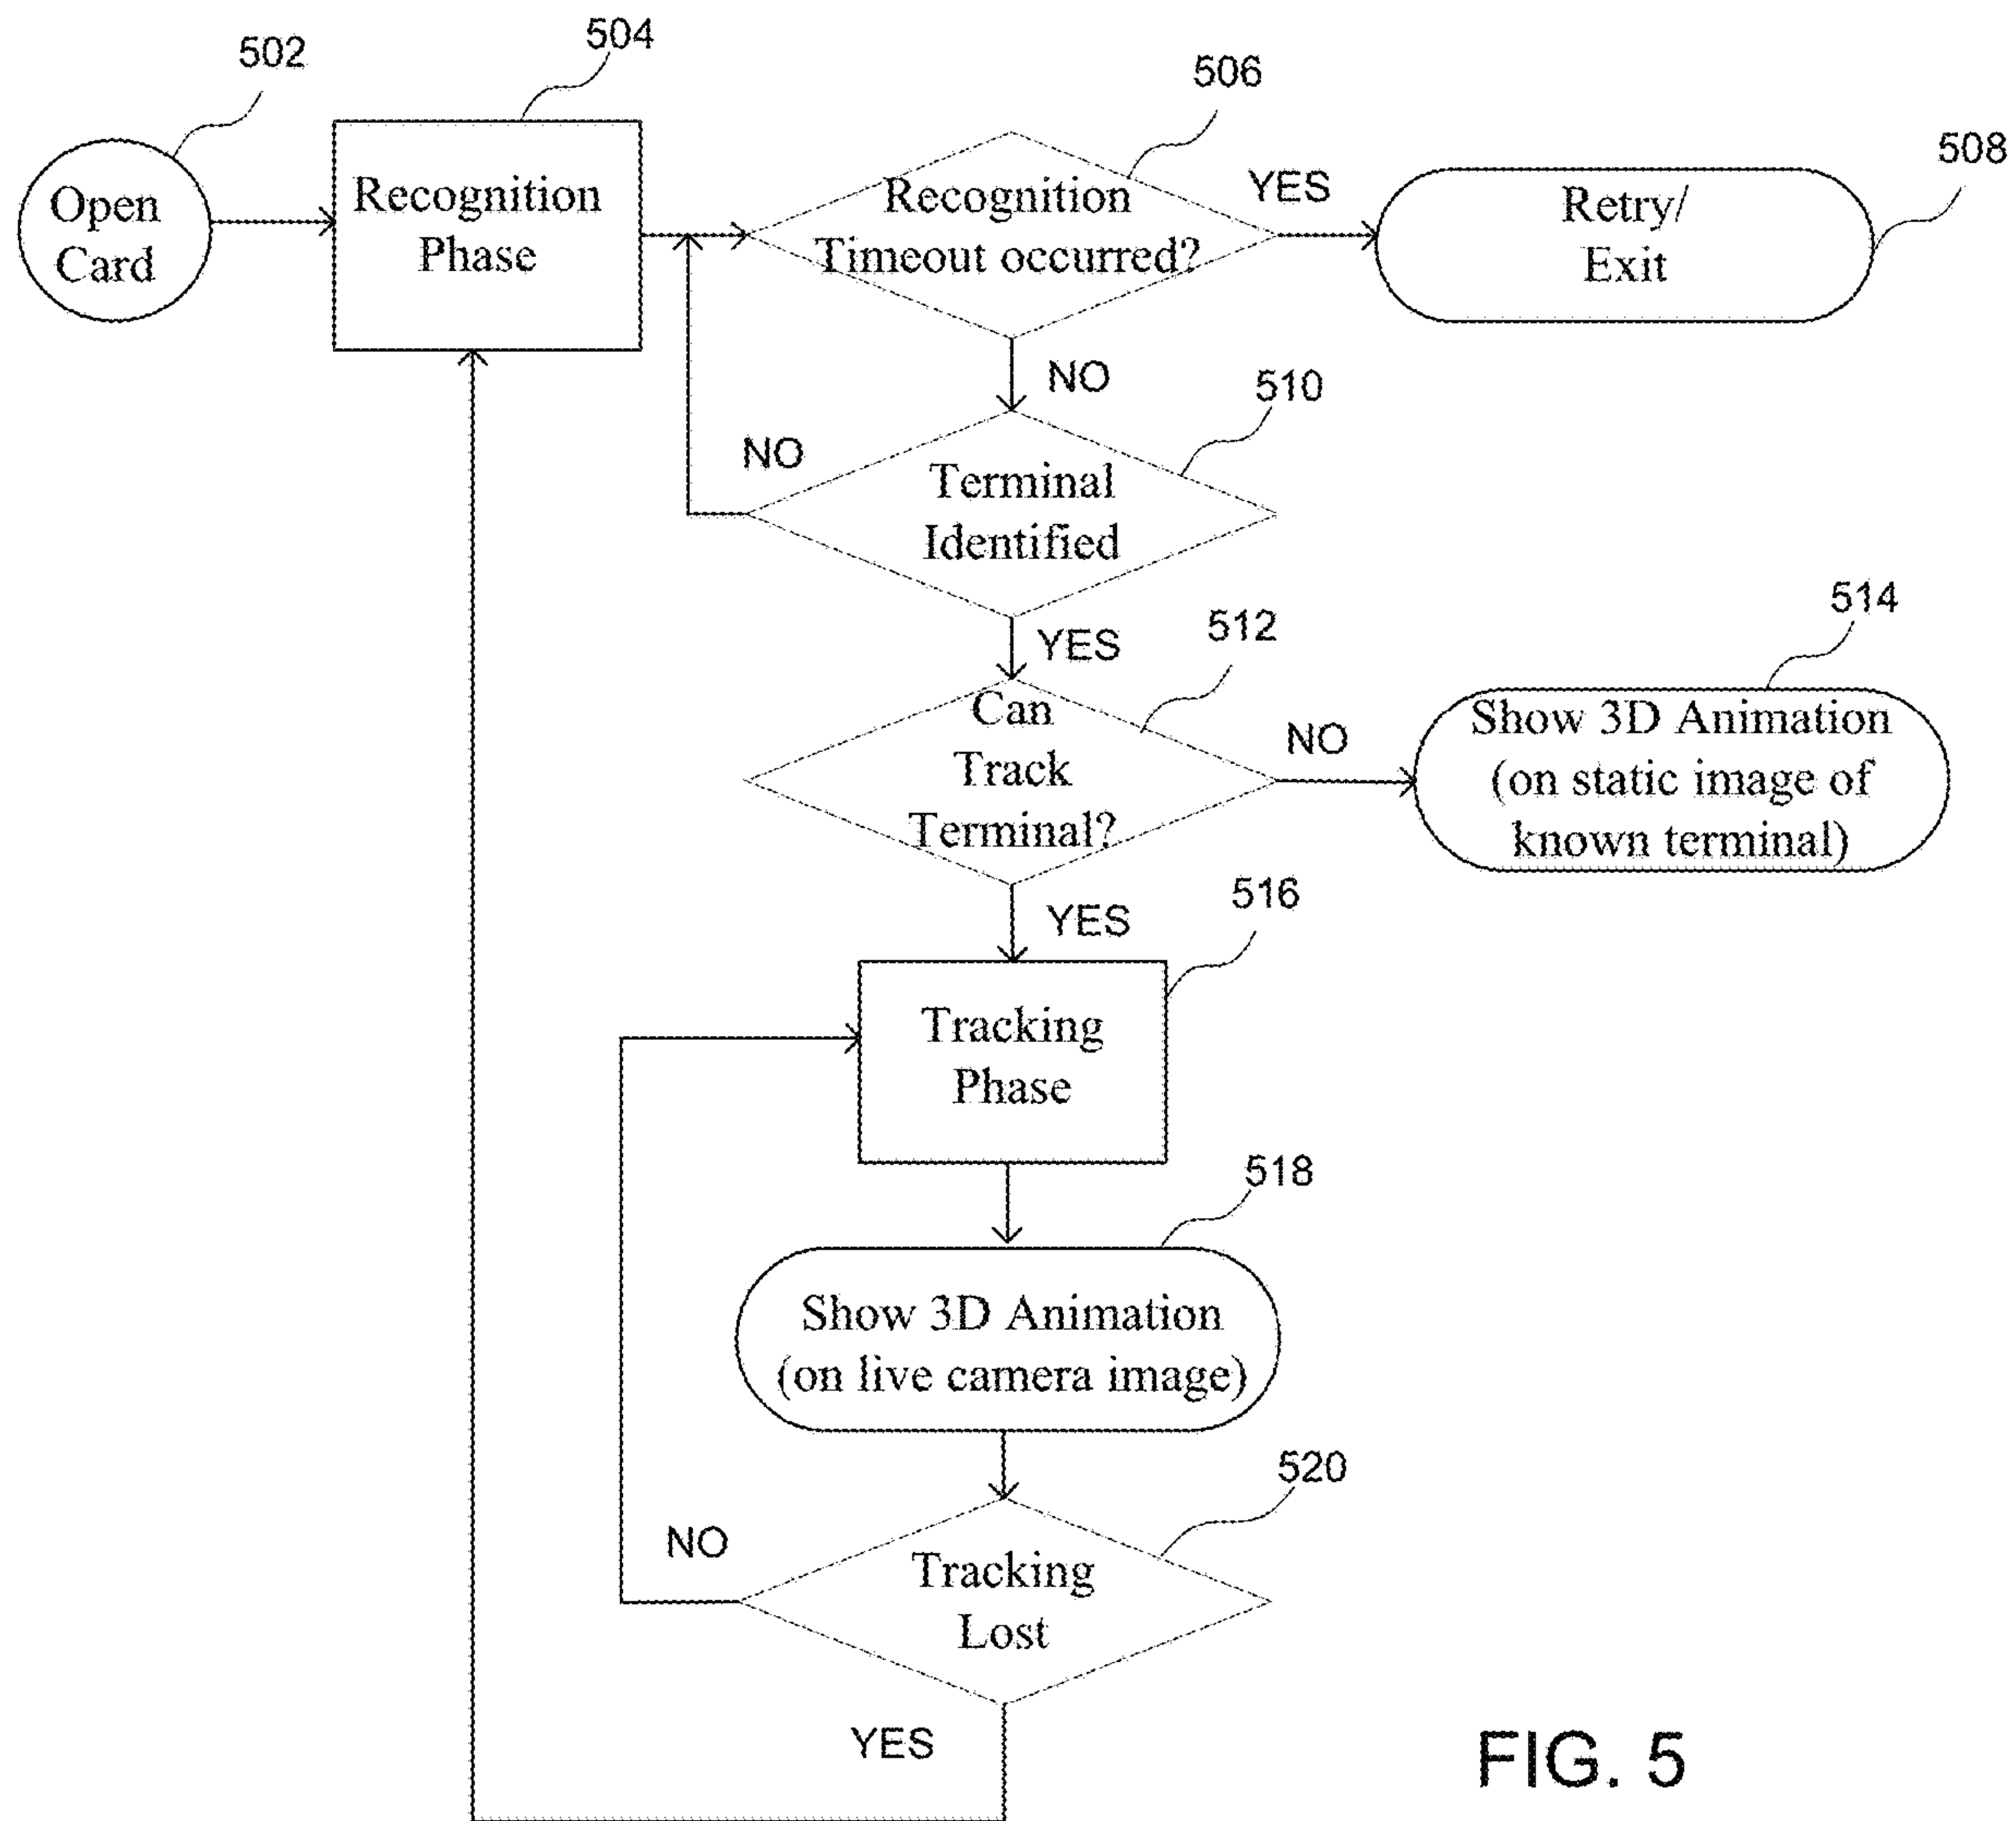 502
504
506
508
Open
Card
Recognition
Phase
Recognition
Timeout occurred?
YES
Retry/
Exit
NO
510
NO
Terminal
Identified
YES
512
514
Can
Track
Terminal?
NO
Show 3D Animation
(on static image of
known terminal)
YES
516
Tracking
Phase
518
Show 3D Animation
(on live camera image)
520
NO
Tracking
Lost
YES
FIG. 5